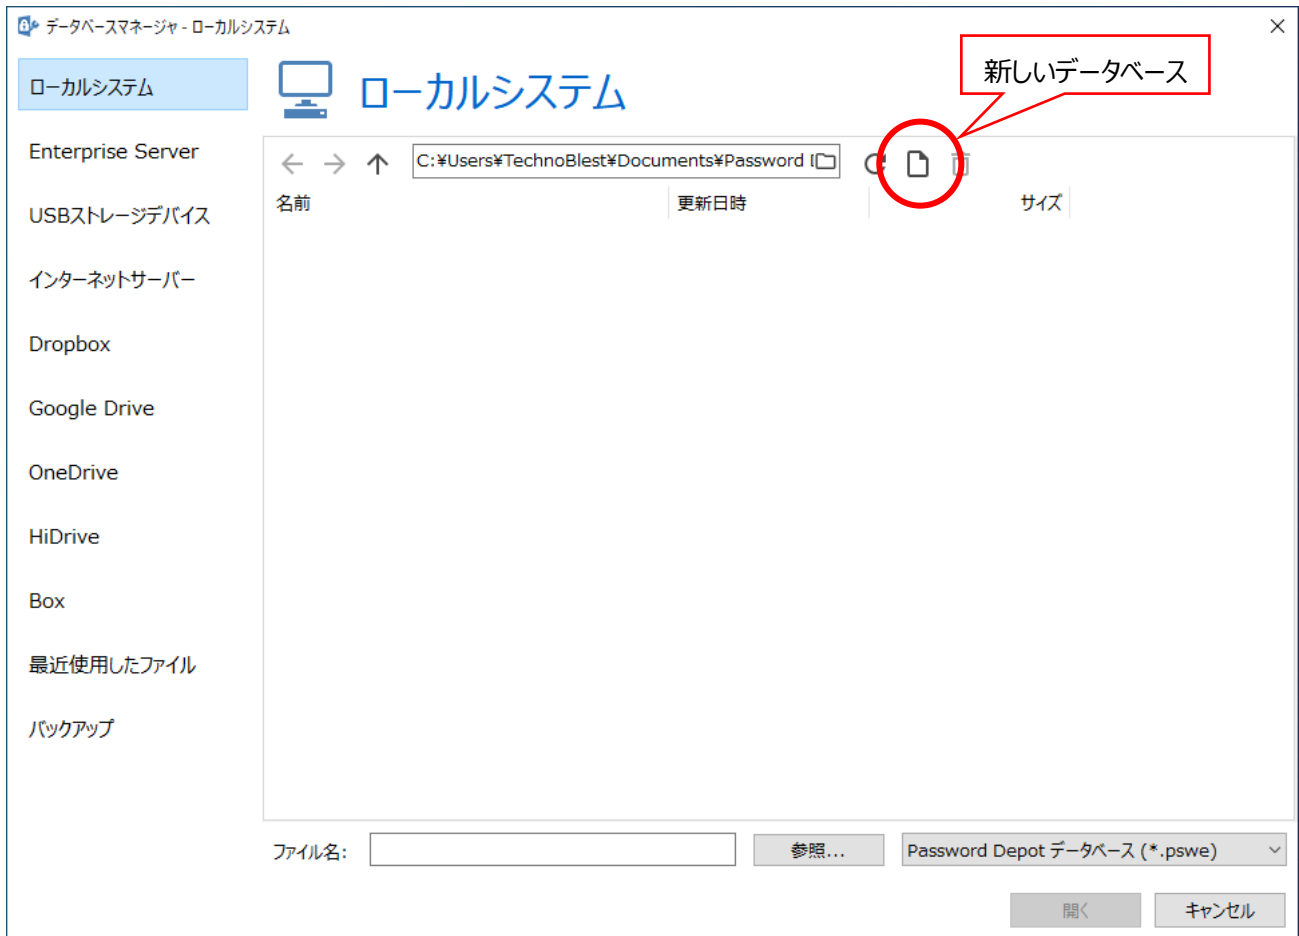 データベースマネージャ - ローカルシステム
新しいデータベース
ローカルシステム
ローカルシステム
Enterprise Server
C:¥Users¥TechnoBlest¥Documents¥Password
名前
更新日時
サイズ
USBストレージデバイス
インターネットサーバー
Dropbox
Google Drive
OneDrive
HiDrive
Box
最近使用したファイル
バックアップ
ファイル名:
参照...
Password Depot データベース (*.pswe)
開く
キャンセル